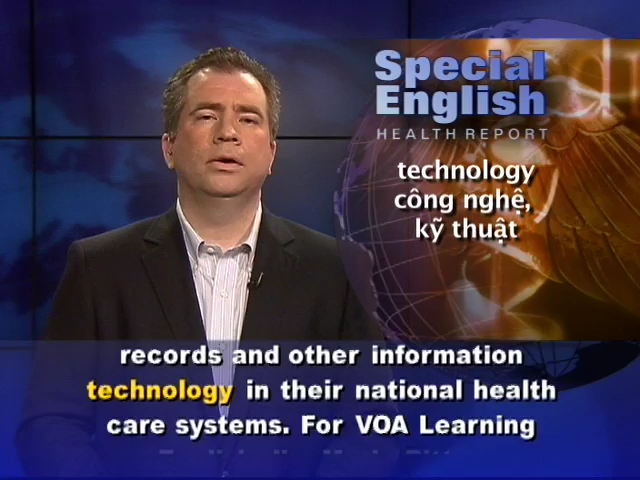 Special
English
HEALTH REPORT
technology
công nghệ,
kỹ thuật
records and other information
technology in their national health
care systems. For VOA Learning